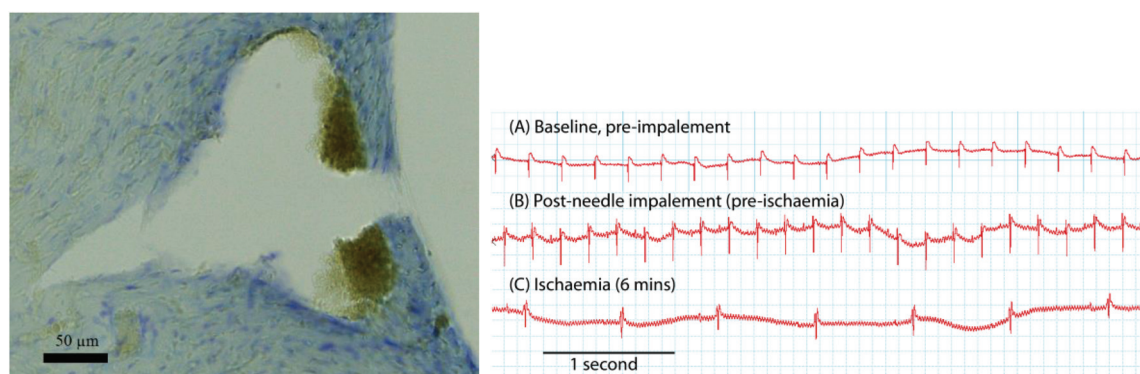 50 µm
(A) Baseline, pre-impalement
(B) Post-needle impalement (pre-ischaemia)
(C) Ischaemia (6 mins)
1 second